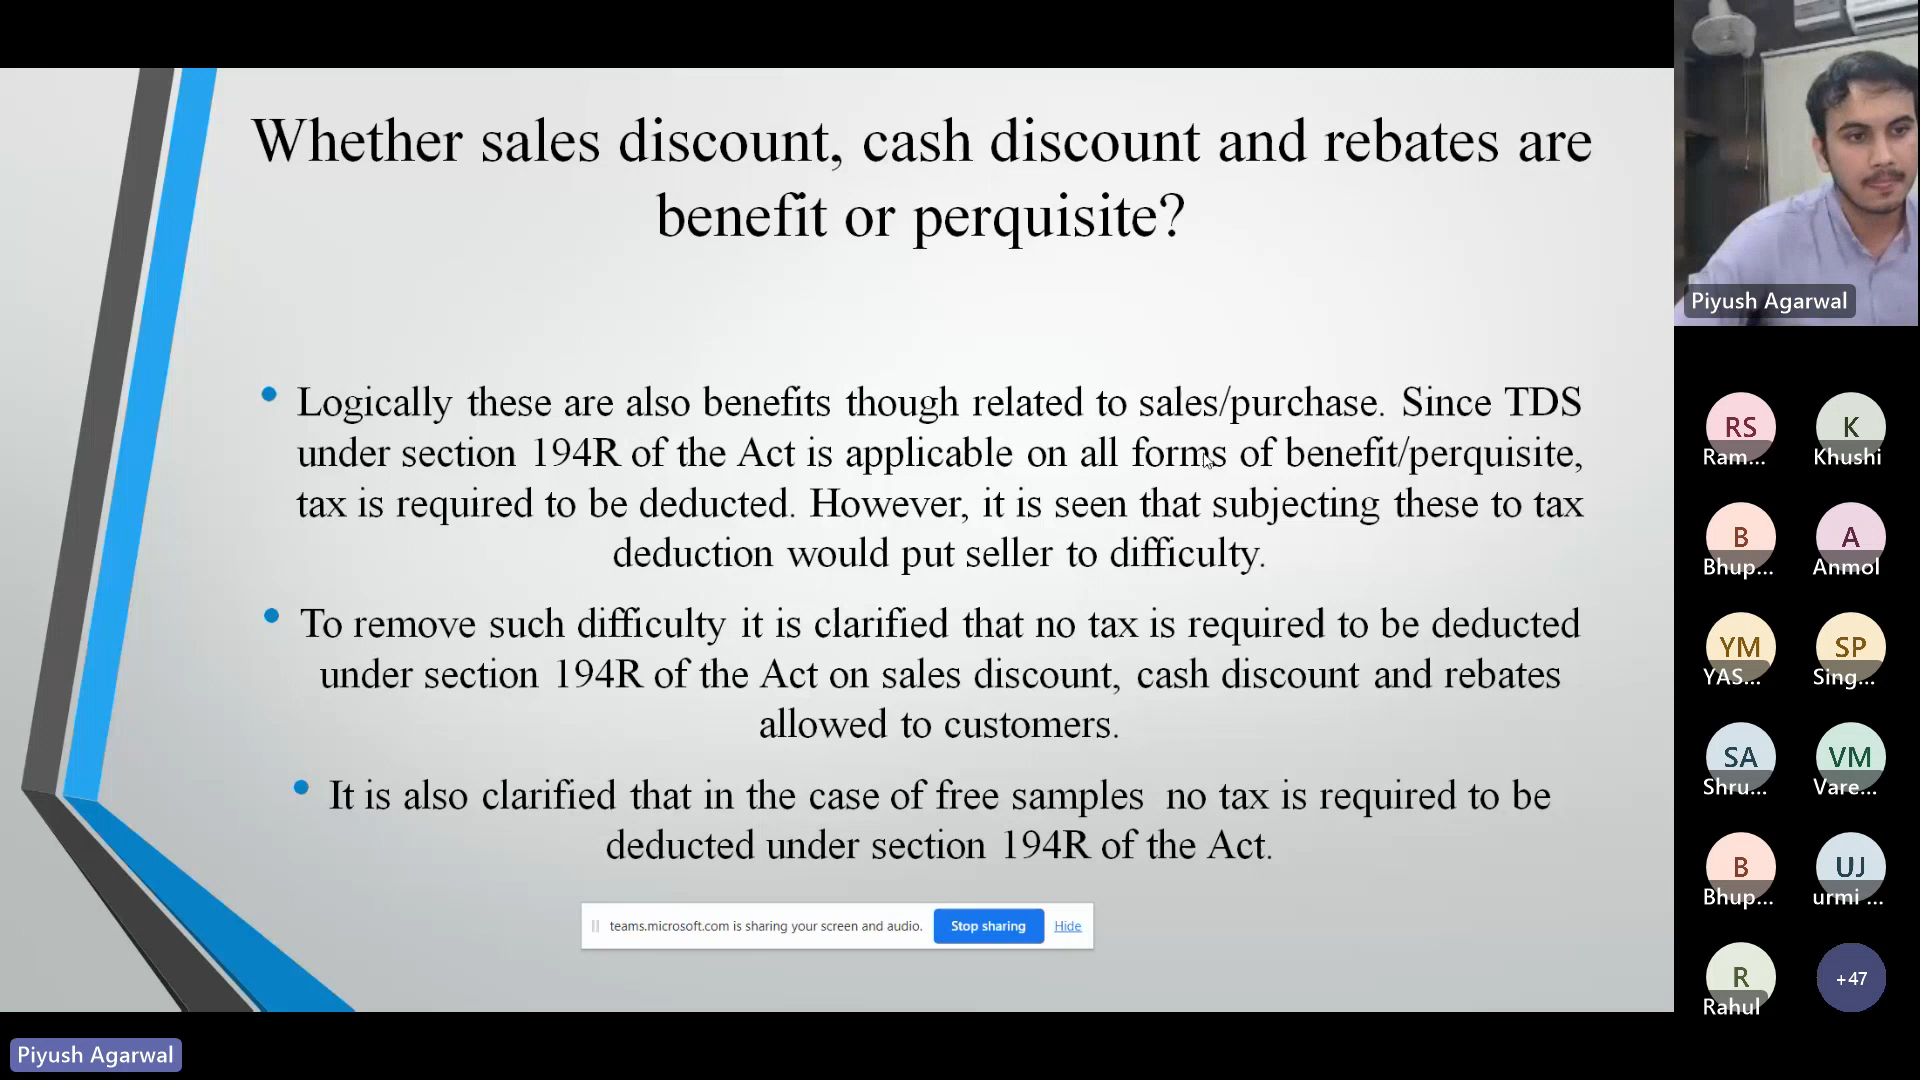 Whether sales discount, cash discount and rebates are
benefit or perquisite?
Logically these are also benefits though related to sales/purchase. Since TDS
under section 194R of the Act is applicable on all forms of benefit/perquisite,
tax is required to be deducted. However, it is seen that subjecting these to tax
deduction would put seller to difficulty.
To remove such difficulty it is clarified that no tax is required to be deducted
under section 194R of the Act on sales discount, cash discount and rebates
allowed to customers.
It is also clarified that in the case of free samples no tax is required to be
deducted under section 194R of the Act.
teams.microsoft.com is sharing your screen and audio. Stop sharing Hide
Piyush Agarwal
Piyush Agarwal
RS K
Ram... Khushi
B A
Bhup... Anmol
YM SP
YAS... Sing...
SA VM
Shru... Vare...
B UJ
Bhup... urmi ...
R +47
Rahul